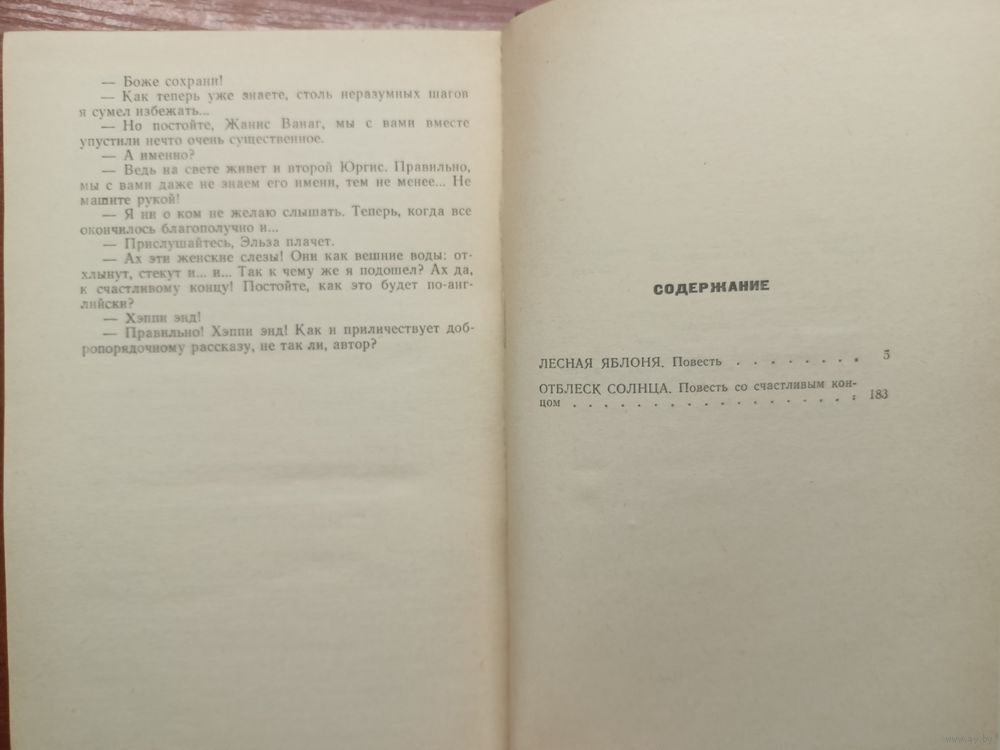 — Боже сохрани!
— Как теперь уже знаете, столь неразумных шагов
я сумел избежать...
— Но постойте, Жанис Ванаг, мы с вами вместе
упустили нечто очень существенное.
— А именно?
— Ведь на свете живет и второй Юргис. Правильно,
мы с вами даже не знаем его имени, тем не менее... Не
машите рукой!
— Я ни о ком не желаю слышать. Теперь, когда все
окончилось благополучно и...
— Прислушайтесь, Эльза плачет.
— Ах эти женские слезы! Они как вешние воды: от-
хлынут, стекут и... и... Так к чему же я подошел? Ах да,
к счастливому концу! Постойте, как это будет по-анг-
лийски?
— Хэппи энд!
— Правильно! Хэппи энд! Как и приличествует доб-
ропорядочному рассказу, не так ли, автор?
СОДЕРЖАНИЕ
ЛЕСНАЯ ЯБЛОНЯ. Повесть . . . . . . . . 5
ОТБЛЕСК СОЛНЦА. Повесть со счастливым кон-
цом . . . . . . . . . . . . . . . . . 183
www.ay.by